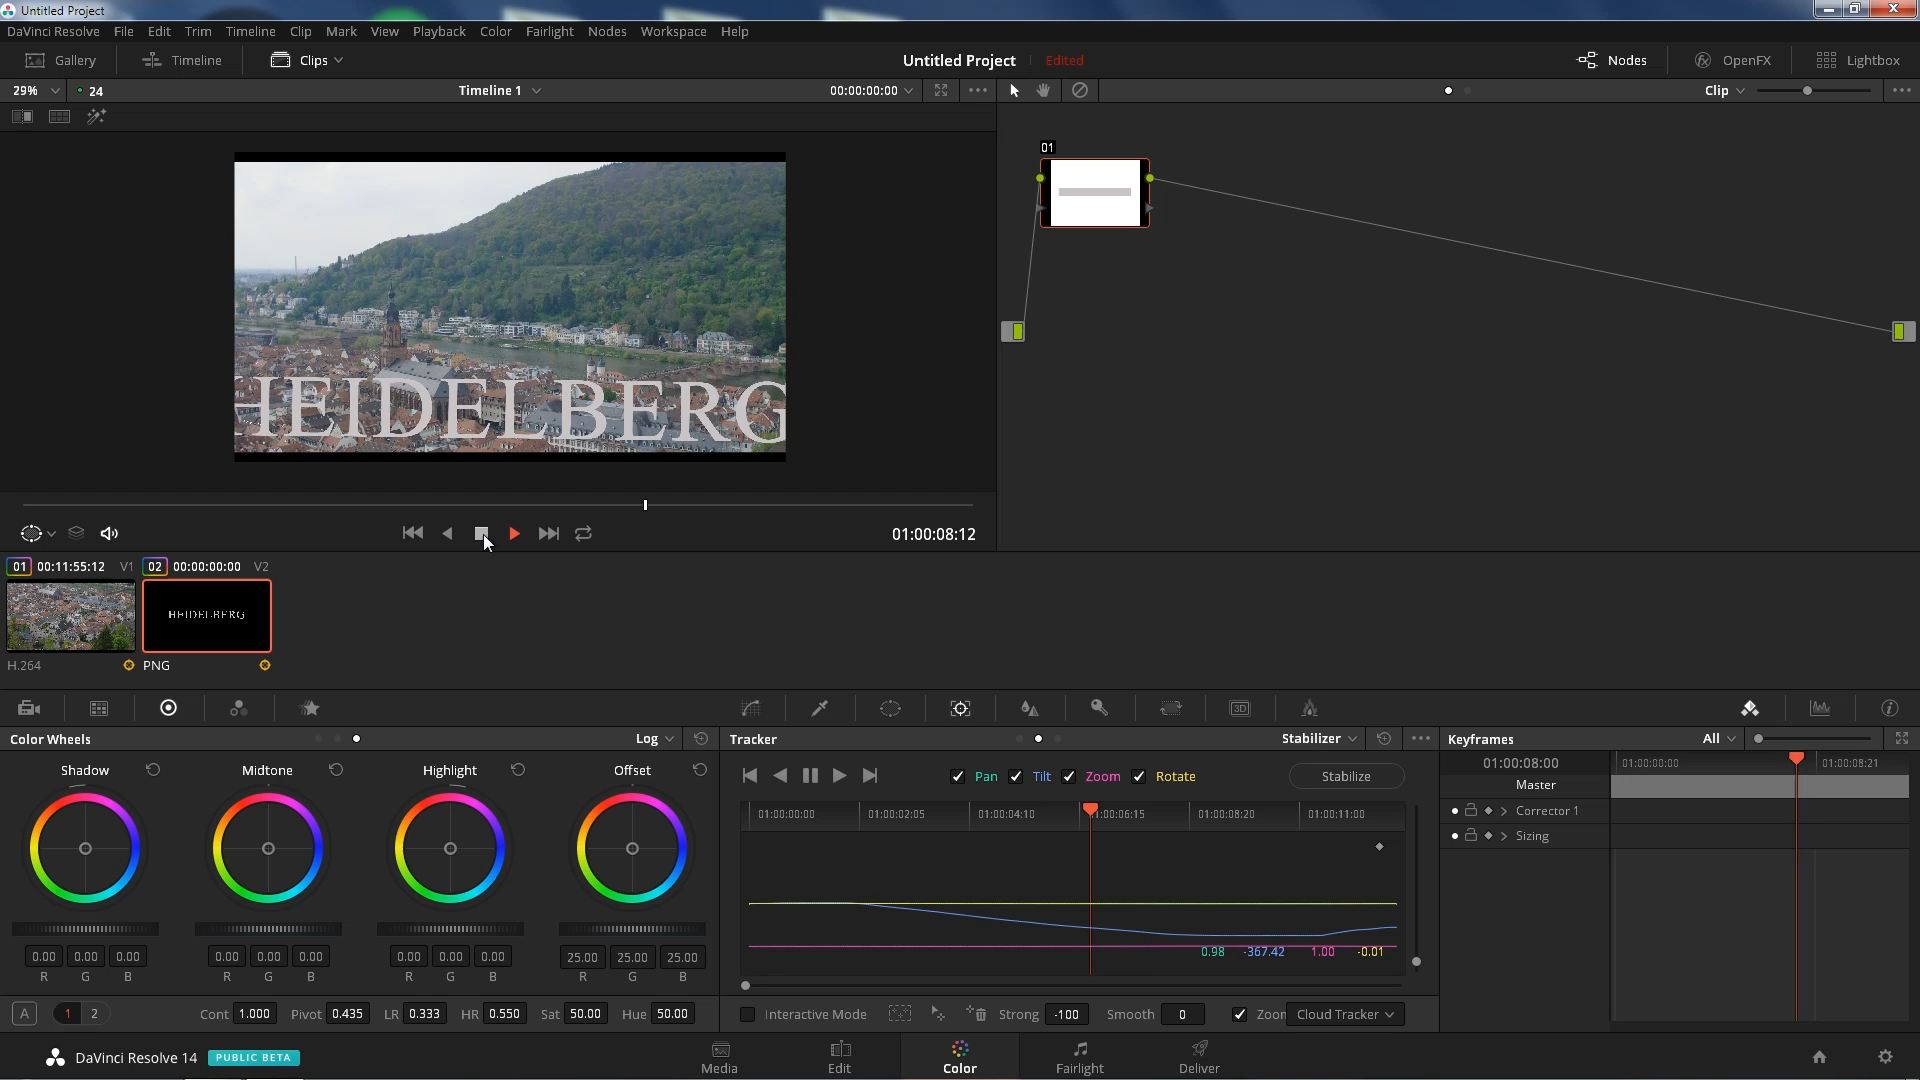 Untitled Project
DaVinci Resolve File Edit Trim Timeline Clip Mark View Playback Color Fairlight Nodes Workspace Help
Gallery Timeline Clips Untitled Project Edited Nodes OpenFX Lightbox
29% 24 Timeline 1 00:00:00:00 Clip
01
HEIDELBERG
01:00:08:12
01 00:11:55:12 V1 02 00:00:00:00 V2
HEIDELBERG
H.264 PNG
3D
Color Wheels Log Tracker Stabilizer Keyframes All
Shadow Midtone Highlight Offset Pan Tilt Zoom Rotate Stabilize 01:00:08:00 01:00:00:00 01:00:08:21
Master
01:00:00:00 01:00:02:05 01:00:04:10 1:00:06:15 01:00:08:20 01:00:11:00 Corrector 1
Sizing
0.98 -367.42 1.00 -0.01
0.00 0.00 0.00 0.00 0.00 0.00 0.00 0.00 0.00 25.00 25.00 25.00
R G B R G B R G B R G B
A 1 2 Cont 1.000 Pivot 0.435 LR 0.333 HR 0.550 Sat 50.00 Hue 50.00 Interactive Mode Strong -100 Smooth 0 Zoom Cloud Tracker
DaVinci Resolve 14 PUBLIC BETA Media Edit Color Fairlight Deliver